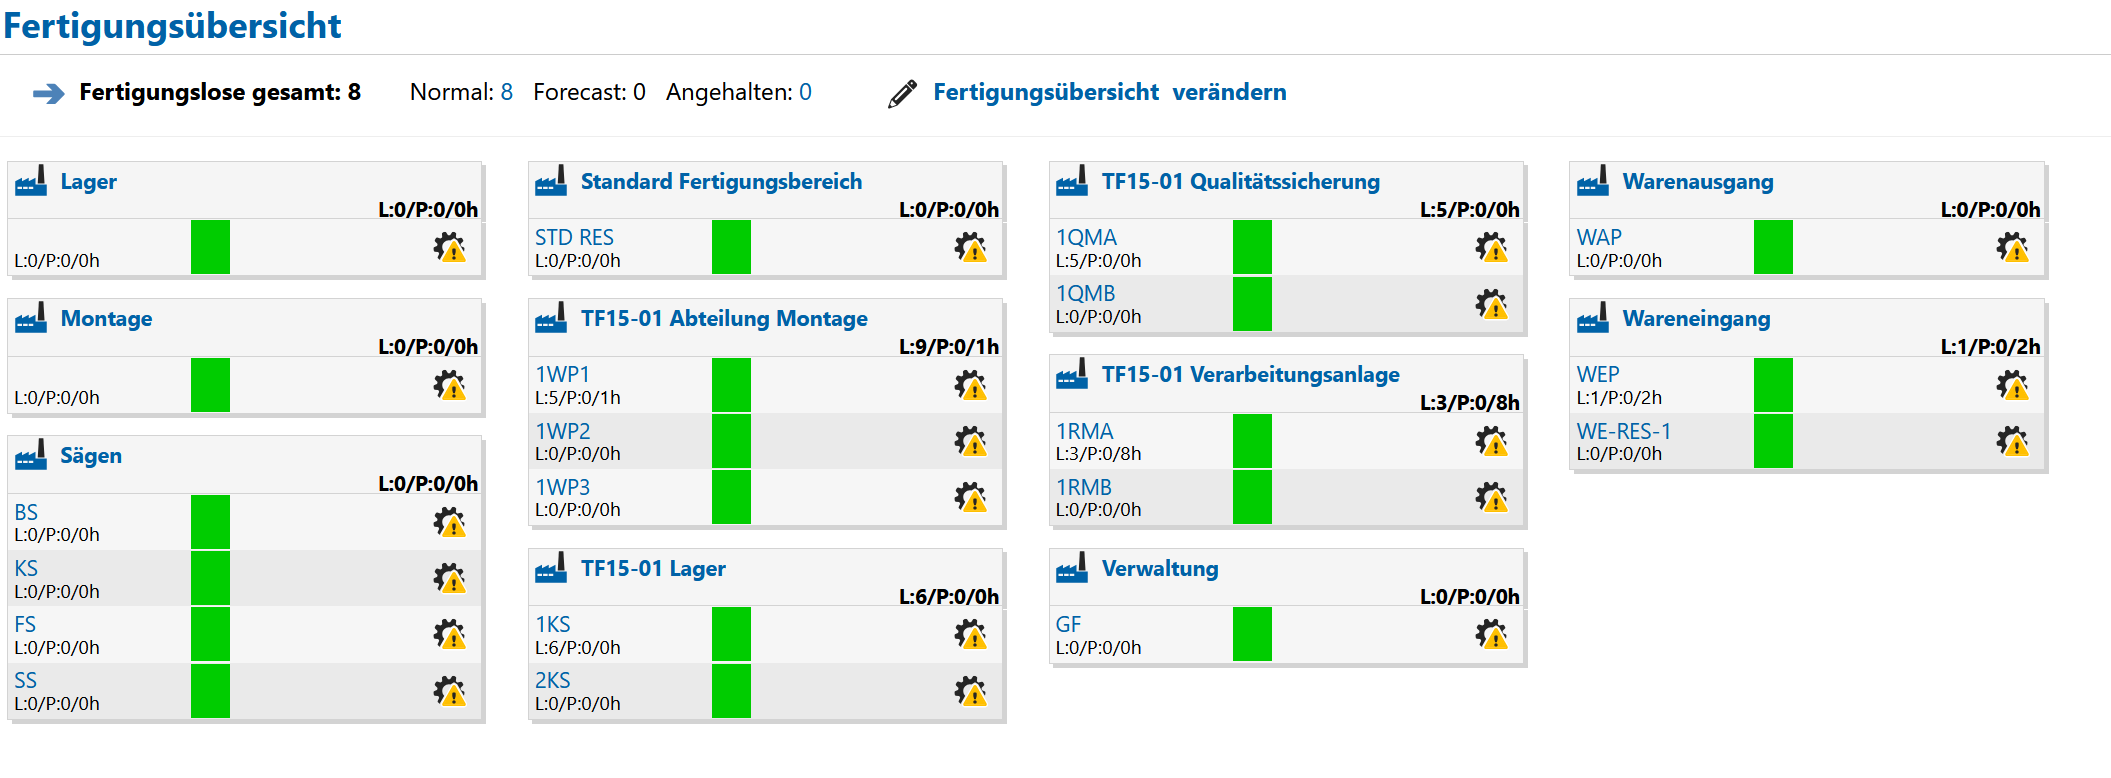 Fertigungsübersicht
Fertigungslose gesamt: 8 Normal: 8 Forecast: 0 Angehalten: 0 Fertigungsübersicht verändern
Lager
L:0/P:0/0h
L:0/P:0/0h
Montage
L:0/P:0/0h
L:0/P:0/0h
Sägen
L:0/P:0/0h
BS
L:0/P:0/0h
KS
L:0/P:0/0h
FS
L:0/P:0/0h
SS
L:0/P:0/0h
Standard Fertigungsbereich
L:0/P:0/0h
STD RES
L:0/P:0/0h
TF15-01 Abteilung Montage
L:9/P:0/1h
1WP1
L:5/P:0/1h
1WP2
L:0/P:0/0h
1WP3
L:0/P:0/0h
TF15-01 Lager
L:6/P:0/0h
1KS
L:6/P:0/0h
2KS
L:0/P:0/0h
TF15-01 Qualitätssicherung
L:5/P:0/0h
1QMA
L:5/P:0/0h
1QMB
L:0/P:0/0h
TF15-01 Verarbeitungsanlage
L:3/P:0/8h
1RMA
L:3/P:0/8h
1RMB
L:0/P:0/0h
Verwaltung
L:0/P:0/0h
GF
L:0/P:0/0h
Warenausgang
L:0/P:0/0h
WAP
L:0/P:0/0h
Wareneingang
L:1/P:0/2h
WEP
L:1/P:0/2h
WE-RES-1
L:0/P:0/0h